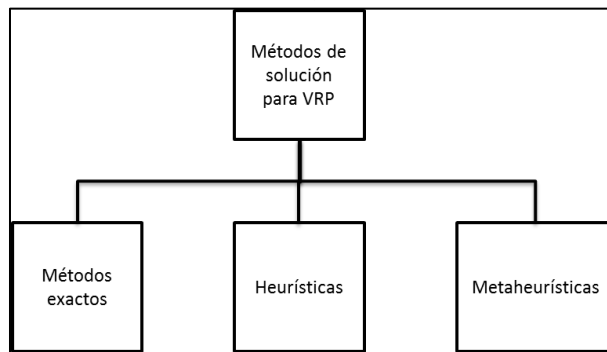 Métodos de
solución
para VRP
Métodos
exactos
Heurísticas
Metaheurísticas